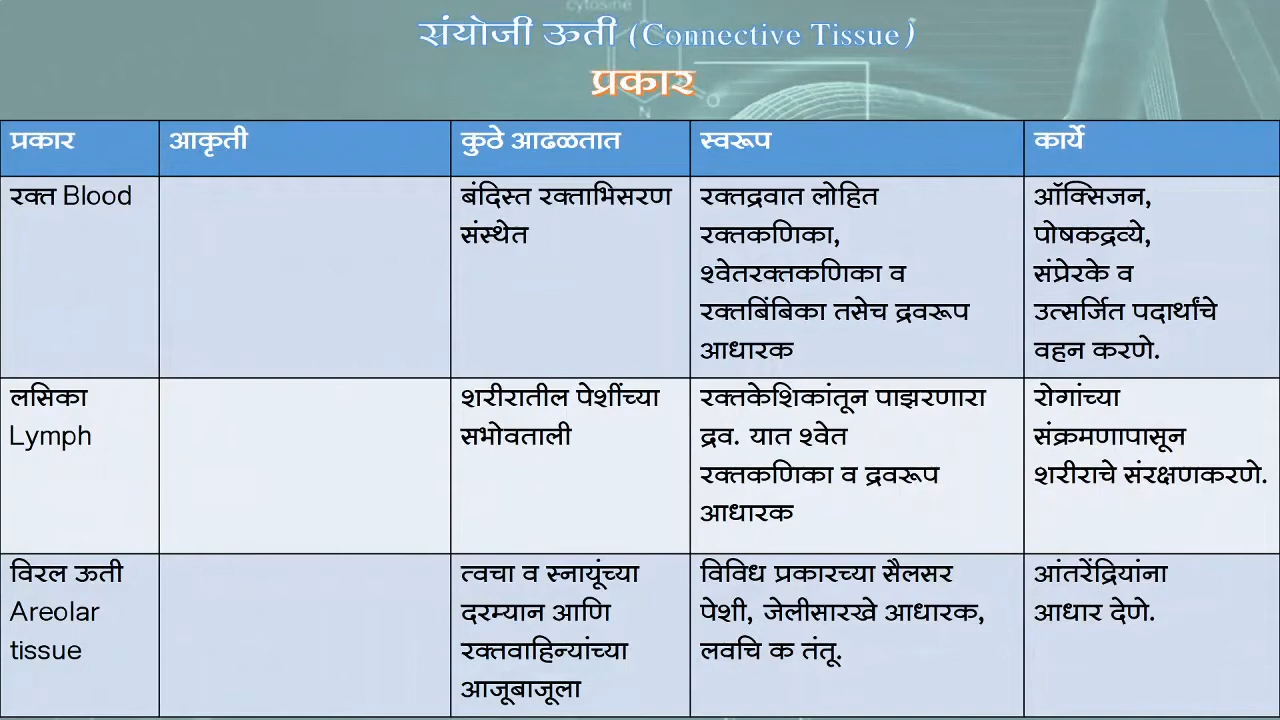 cytosine
संयोजी ऊती (Connective Tissue)
प्रकार
N
O
प्रकार
आकृती
कुठे आढळतात
स्वरूप
कार्ये
रक्त Blood
बंदिस्त रक्ताभिसरण
संस्थेत
रक्तद्रवात लोहित
रक्तकणिका,
श्वेतरक्तकणिका व
रक्तबिंबिका तसेच द्रवरूप
आधारक
ऑक्सिजन,
पोषकद्रव्ये,
संप्रेरके व
उत्सर्जित पदार्थांचे
वहन करणे.
लसिका
Lymph
शरीरातील पेशींच्या
सभोवताली
रक्तकेशिकांतून पाझरणारा
द्रव. यात श्वेत
रक्तकणिका व द्रवरूप
आधारक
रोगांच्या
संक्रमणापासून
शरीराचे संरक्षणकरणे.
विरल ऊती
Areolar
tissue
त्वचा व स्नायूंच्या
दरम्यान आणि
रक्तवाहिन्यांच्या
आजूबाजूला
विविध प्रकारच्या सैलसर
पेशी, जेलीसारखे आधारक,
लवचि क तंतू.
आंतरेंद्रियांना
आधार देणे.